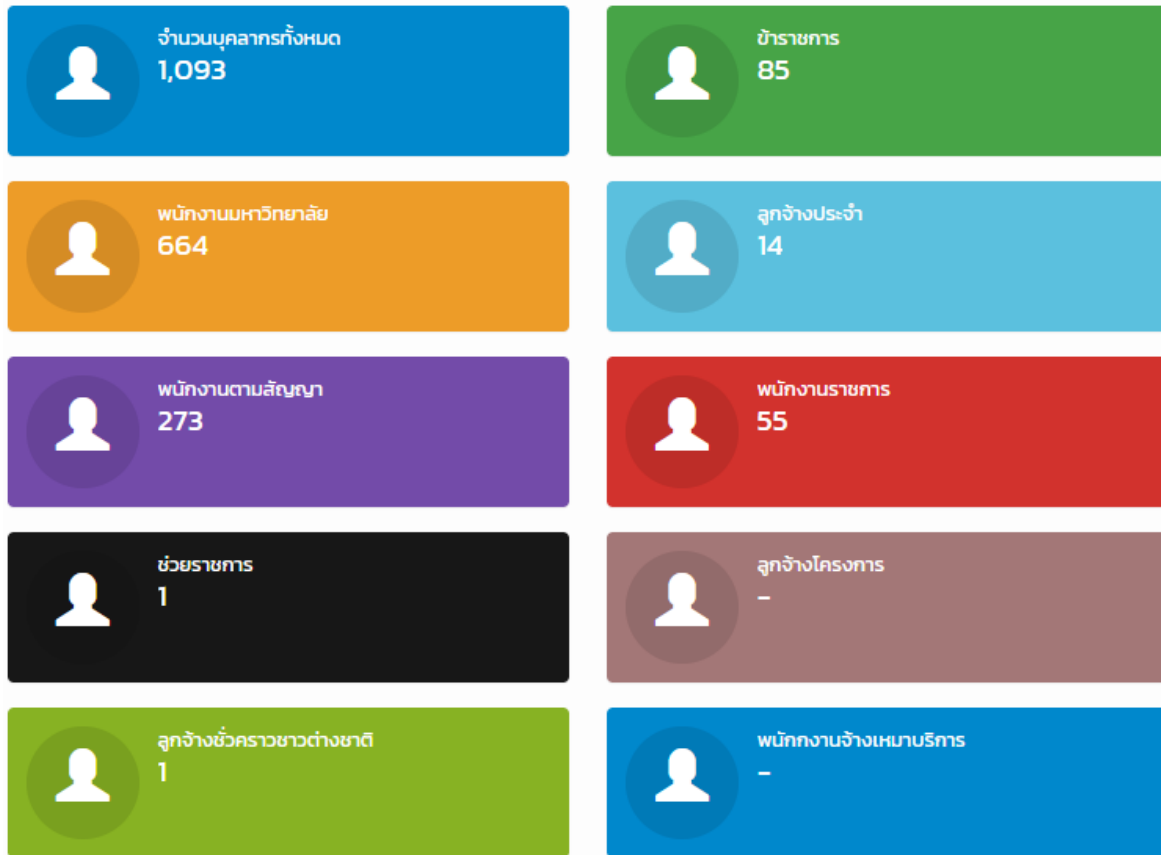 จำนวนบุคลากรทั้งหมด
1,093
ข้าราชการ
85
พนักงานมหาวิทยาลัย
664
ลูกจ้างประจำ
14
พนักงานตามสัญญา
273
พนักงานราชการ
55
ช่วยราชการ
1
ลูกจ้างโครงการ
-
ลูกจ้างชั่วคราวชาวต่างชาติ
1
พนักกงานจ้างเหมาบริการ
-